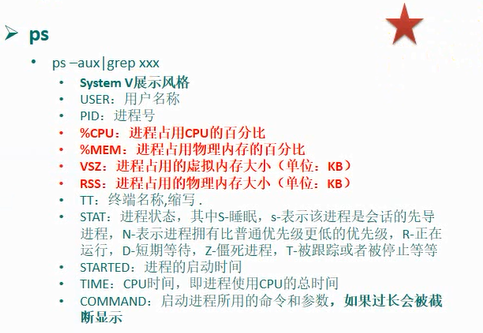 ps
ps –aux|grep xxx
System V展示风格
USER：用户名称
PID：进程号
%CPU：进程占用CPU的百分比
%MEM：进程占用物理内存的百分比
VSZ：进程占用的虚拟内存大小（单位：KB）
RSS：进程占用的物理内存大小（单位：KB）
TT：终端名称,缩写 .
STAT：进程状态，其中S-睡眠，s-表示该进程是会话的先导
进程，N-表示进程拥有比普通优先级更低的优先级，R-正在
运行，D-短期等待，Z-僵死进程，T-被跟踪或者被停止等等
STARTED：进程的启动时间
TIME：CPU时间，即进程使用CPU的总时间
COMMAND：启动进程所用的命令和参数，如果过长会被截
断显示